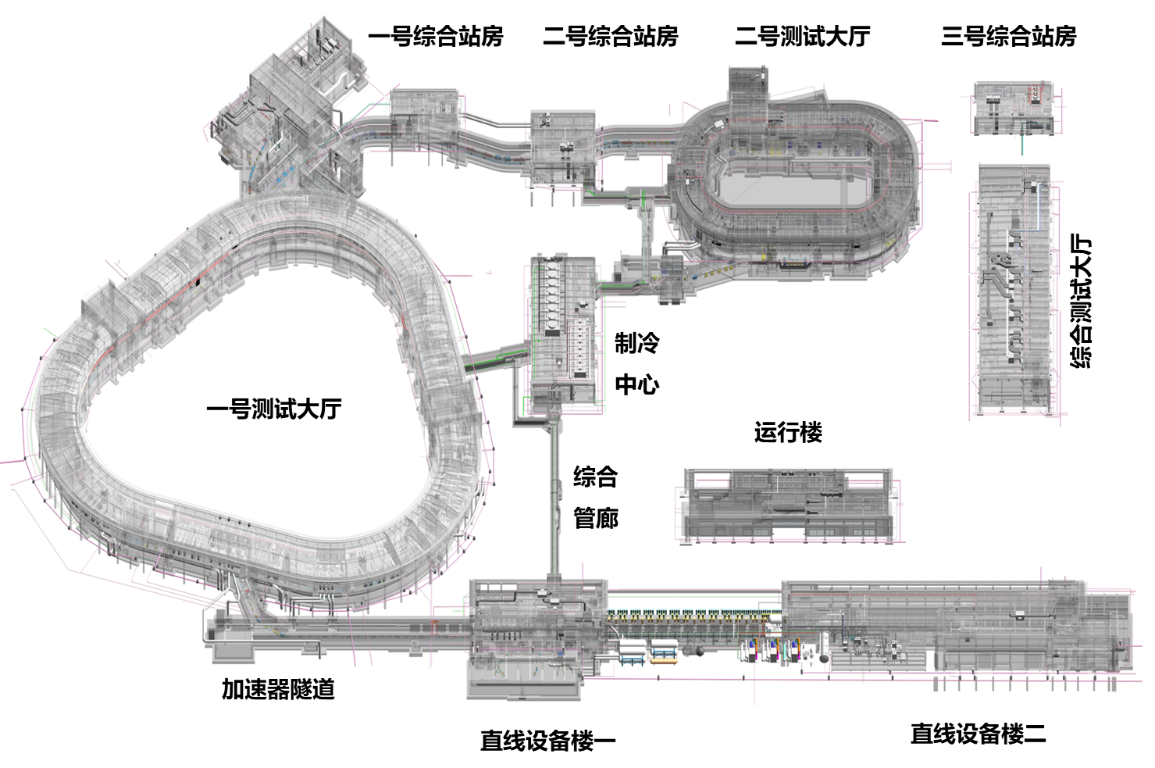 一号综合站房
二号综合站房
二号测试大厅
三号综合站房
综合测试大厅
制冷
中心
一号测试大厅
运行楼
综合
管廊
加速器隧道
直线设备楼一
直线设备楼二